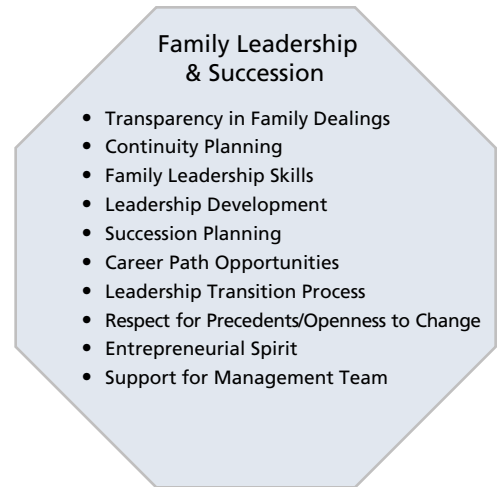 Family Leadership
& Succession
• Transparency in Family Dealings
• Continuity Planning
• Family Leadership Skills
• Leadership Development
• Succession Planning
• Career Path Opportunities
• Leadership Transition Process
• Respect for Precedents/Openness to Change
• Entrepreneurial Spirit
• Support for Management Team